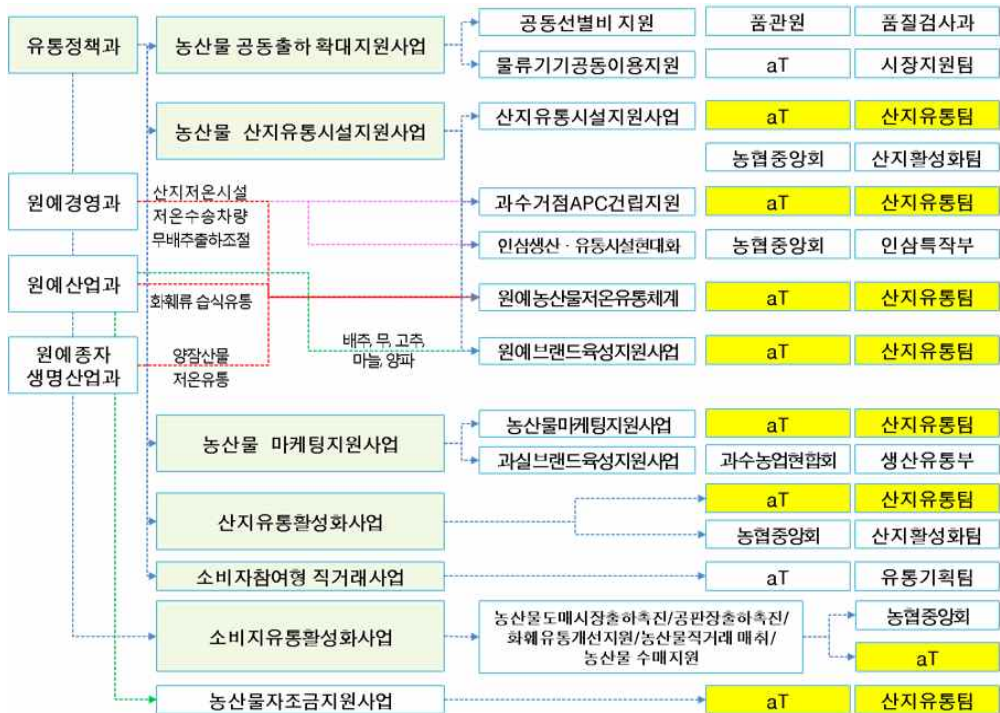 유통정책과
농산물 공동출하 확대지원사업
공동선별비 지원
품관원
품질검사과
물류기기공동이용지원
aT
시장지원팀
농산물 산지유통시설지원사업
산지유통시설지원사업
aT
산지유통팀
농협중앙회
산지활성화팀
원예경영과
산지저온시설
저온수송차량
무배추출하조절
과수거점APC건립지원
aT
산지유통팀
인삼생산·유통시설현대화
농협중앙회
인삼특작부
원예산업과
화훼류 습식유통
원예농산물저온유통체계
aT
산지유통팀
원예종자
생명산업과
양잠산물
저온유통
배추, 무, 고추,
마늘, 양파
원예브랜드육성지원사업
aT
산지유통팀
농산물 마케팅지원사업
농산물마케팅지원사업
aT
산지유통팀
과실브랜드육성지원사업
과수농업현합회
생산유통부
산지유통활성화사업
aT
산지유통팀
농협중앙회
산지활성화팀
소비자참여형 직거래사업
aT
유통기획팀
소비지유통활성화사업
농산물도매시장출하촉진/공판장출하촉진/
화훼유통개선지원/농산물직거래 매취/
농산물 수매지원
농협중앙회
aT
농산물자조금지원사업
aT
산지유통팀